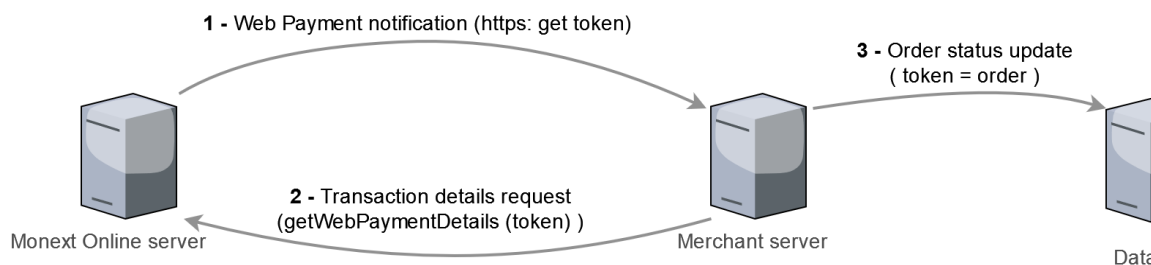 1 - Web Payment notification (https: get token)
3 - Order status update
( token = order )
2 - Transaction details request
(getWebPaymentDetails (token) )
Monext Online server
Merchant server